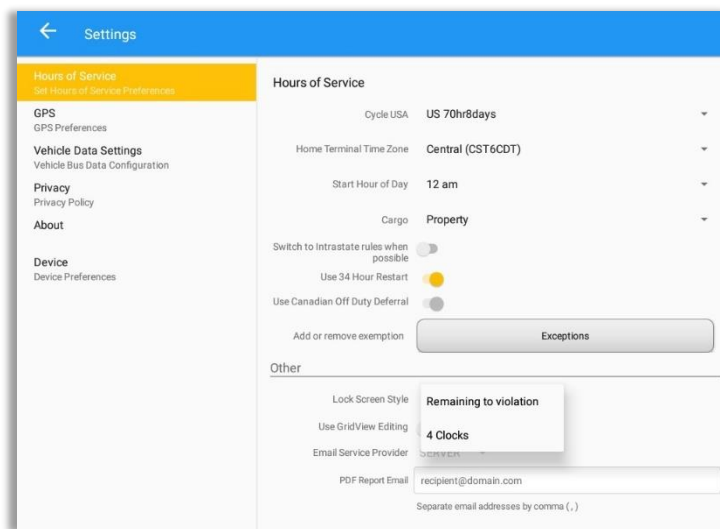 Settings
Hours of Service
Set Hours of Service Preferences
GPS
GPS Preferences
Vehicle Data Settings
Vehicle Bus Data Configuration
Privacy
Privacy Policy
About
Device
Device Preferences
Hours of Service
Cycle USA US 70hr8days
Home Terminal Time Zone Central (CST6CDT)
Start Hour of Day 12 am
Cargo Property
Switch to Intrastate rules when
possible
Use 34 Hour Restart
Use Canadian Off Duty Deferral
Add or remove exemption Exceptions
Other
Lock Screen Style Remaining to violation
Use GridView Editing 4 Clocks
Email Service Provider SERVER
PDF Report Email recipient@domain.com
Separate email addresses by comma (,)